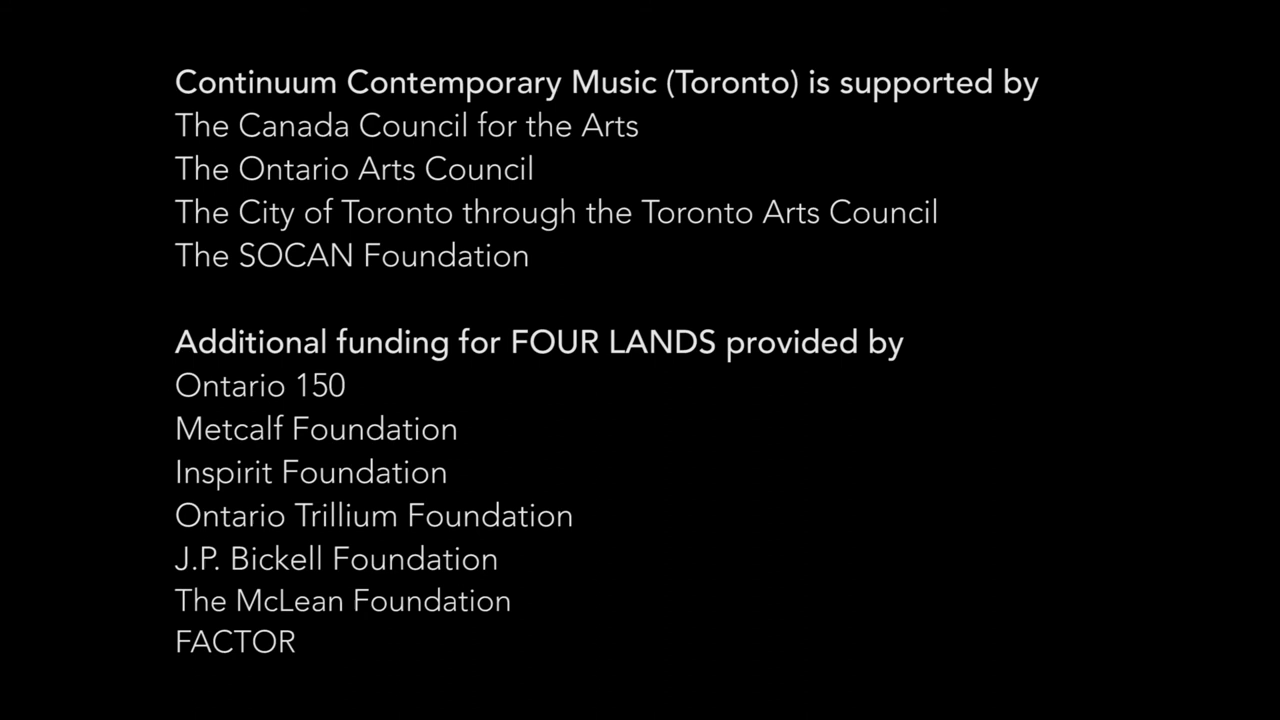 Continuum Contemporary Music (Toronto) is supported by
The Canada Council for the Arts
The Ontario Arts Council
The City of Toronto through the Toronto Arts Council
The SOCAN Foundation
Additional funding for FOUR LANDS provided by
Ontario 150
Metcalf Foundation
Inspirit Foundation
Ontario Trillium Foundation
J.P. Bickell Foundation
The McLean Foundation
FACTOR